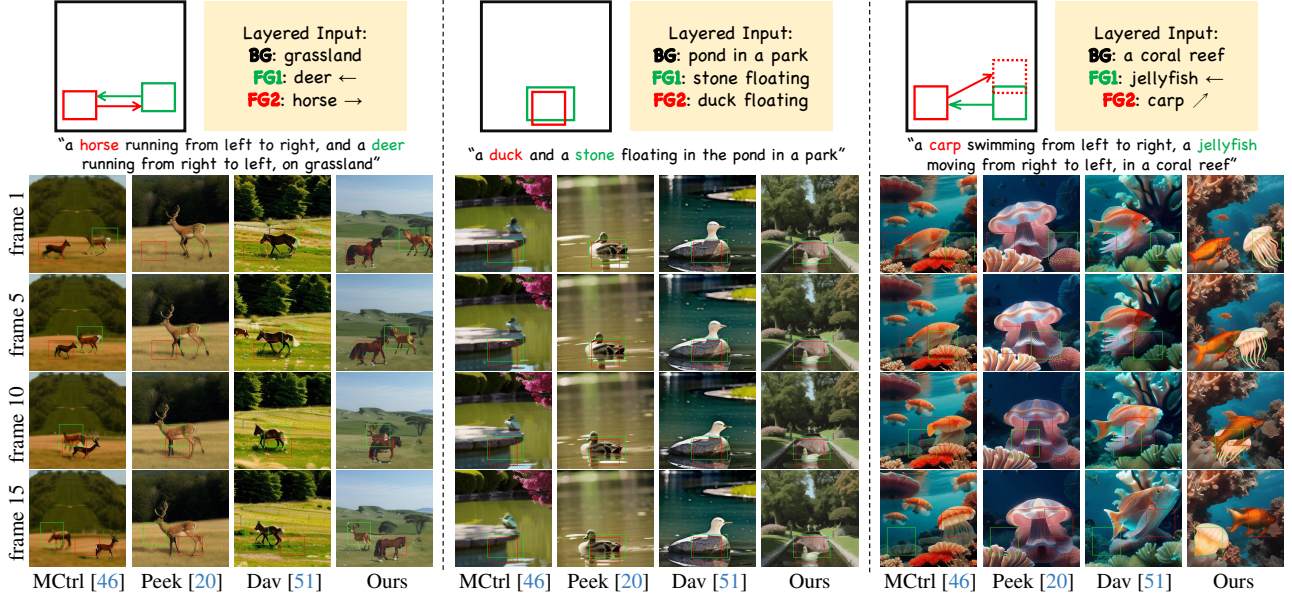 Layered Input:
BG: grassland
FG1: deer ←
FG2: horse →
"a horse running from left to right, and a deer
running from right to left, on grassland"
Layered Input:
BG: pond in a park
FG1: stone floating
FG2: duck floating
"a duck and a stone floating in the pond in a park"
Layered Input:
BG: a coral reef
FG1: jellyfish ←
FG2: carp ↗
"a carp swimming from left to right, a jellyfish
moving from right to left, in a coral reef"
frame 1
frame 5
frame 10
frame 15
MCtrl [46] Peek [20] Dav [51] Ours
MCtrl [46] Peek [20] Dav [51] Ours
MCtrl [46] Peek [20] Dav [51] Ours